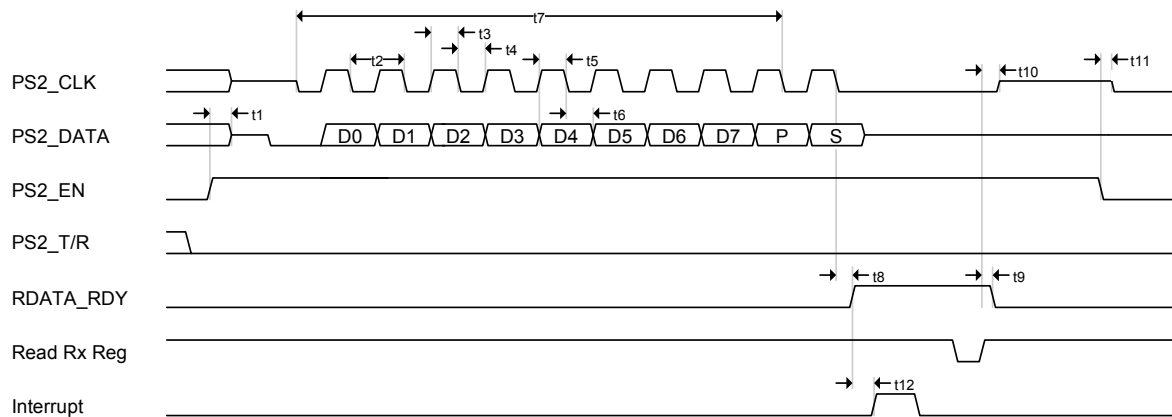 t7
t3
t2
t4
t5
PS2_CLK
t10
t11
t1
t6
PS2_DATA
D0 D1 D2 D3 D4 D5 D6 D7 P S
PS2_EN
PS2_T/R
t8
t9
RDATA_RDY
Read Rx Reg
t12
Interrupt